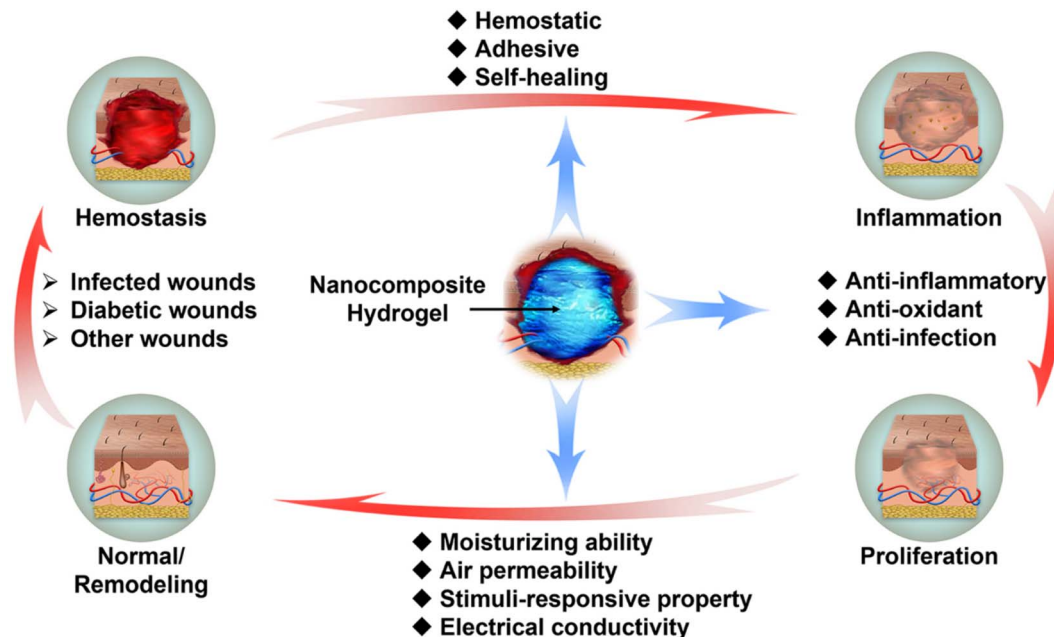 ◆ Hemostatic
◆ Adhesive
◆ Self-healing
Hemostasis
Inflammation
➢ Infected wounds
➢ Diabetic wounds
➢ Other wounds
Nanocomposite
Hydrogel
◆ Anti-inflammatory
◆ Anti-oxidant
◆ Anti-infection
Normal/
Remodeling
◆ Moisturizing ability
◆ Air permeability
◆ Stimuli-responsive property
◆ Electrical conductivity
Proliferation